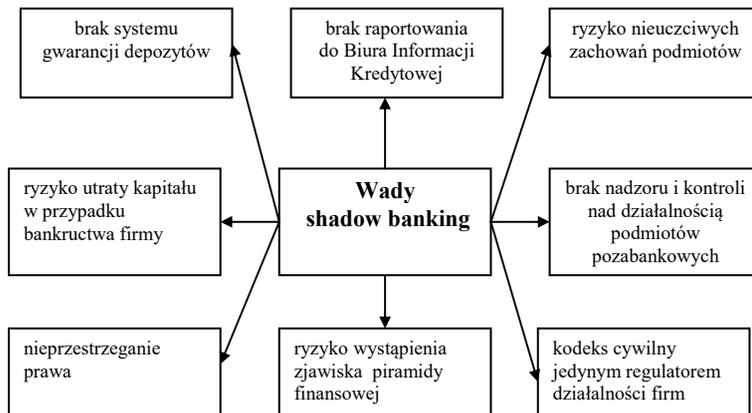 brak systemu
gwarancji depozytów
brak raportowania
do Biura Informacji
Kredytowej
ryzyko nieuczciwych
zachowań podmiotów
ryzyko utraty kapitału
w przypadku
bankructwa firmy
Wady
shadow banking
brak nadzoru i kontroli
nad działalnością
podmiotów
pozabankowych
nieprzestrzeganie
prawa
ryzyko wystąpienia
zjawiska piramidy
finansowej
kodeks cywilny
jedynym regulatorem
działalności firm